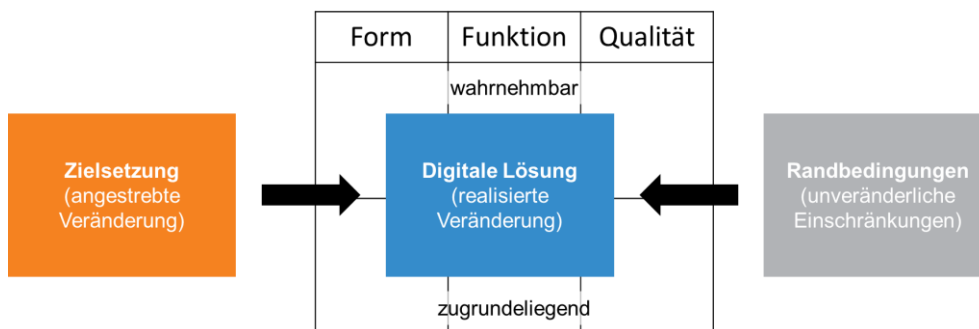 Form Funktion Qualität
wahrnehmbar
Zielsetzung
(angestrebte
Veränderung)
Digitale Lösung
(realisierte
Veränderung)
Randbedingungen
(unveränderliche
Einschränkungen)
zugrundeliegend